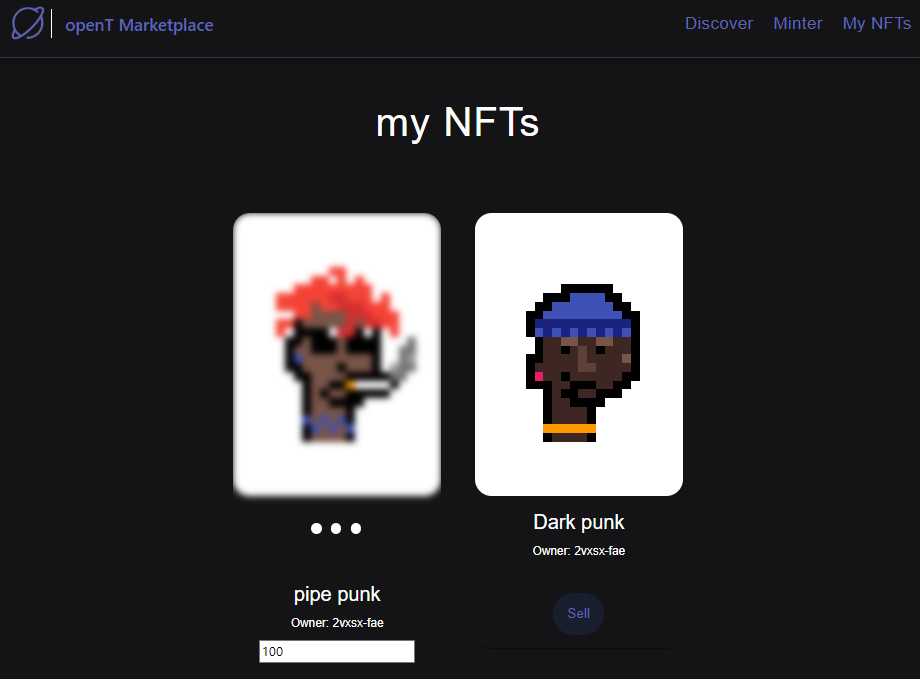 openT Marketplace
Discover
Minter
My NFTs
my NFTs
Dark punk
Owner: 2vxsx-fae
Sell
pipe punk
Owner: 2vxsx-fae
100